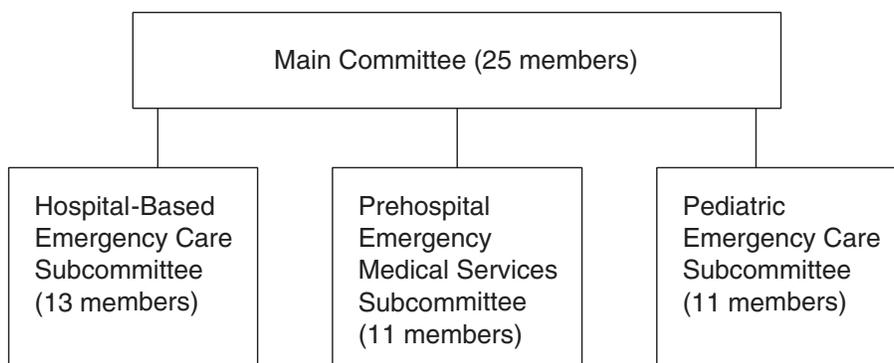 Main Committee (25 members)
Hospital-Based
Emergency Care
Subcommittee
(13 members)
Prehospital
Emergency
Medical Services
Subcommittee
(11 members)
Pediatric
Emergency Care
Subcommittee
(11 members)